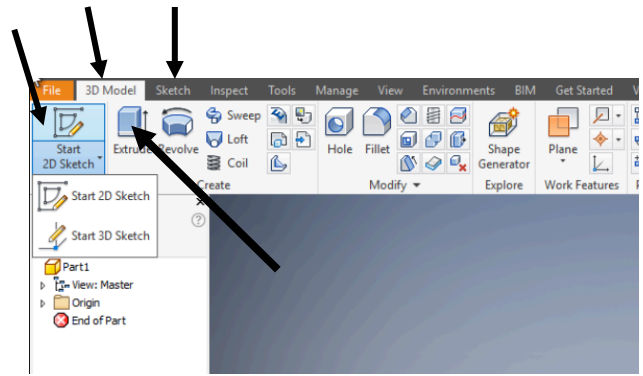 File 3D Model Sketch Inspect Tools Manage View Environments BIM Get Started
Start
2D Sketch
Extrude
Revolve
Sweep
Loft
Coil
Create
Hole
Fillet
Modify
Shape
Generator
Explore
Plane
Work Features
Start 2D Sketch
Start 3D Sketch
Part1
View: Master
Origin
End of Part